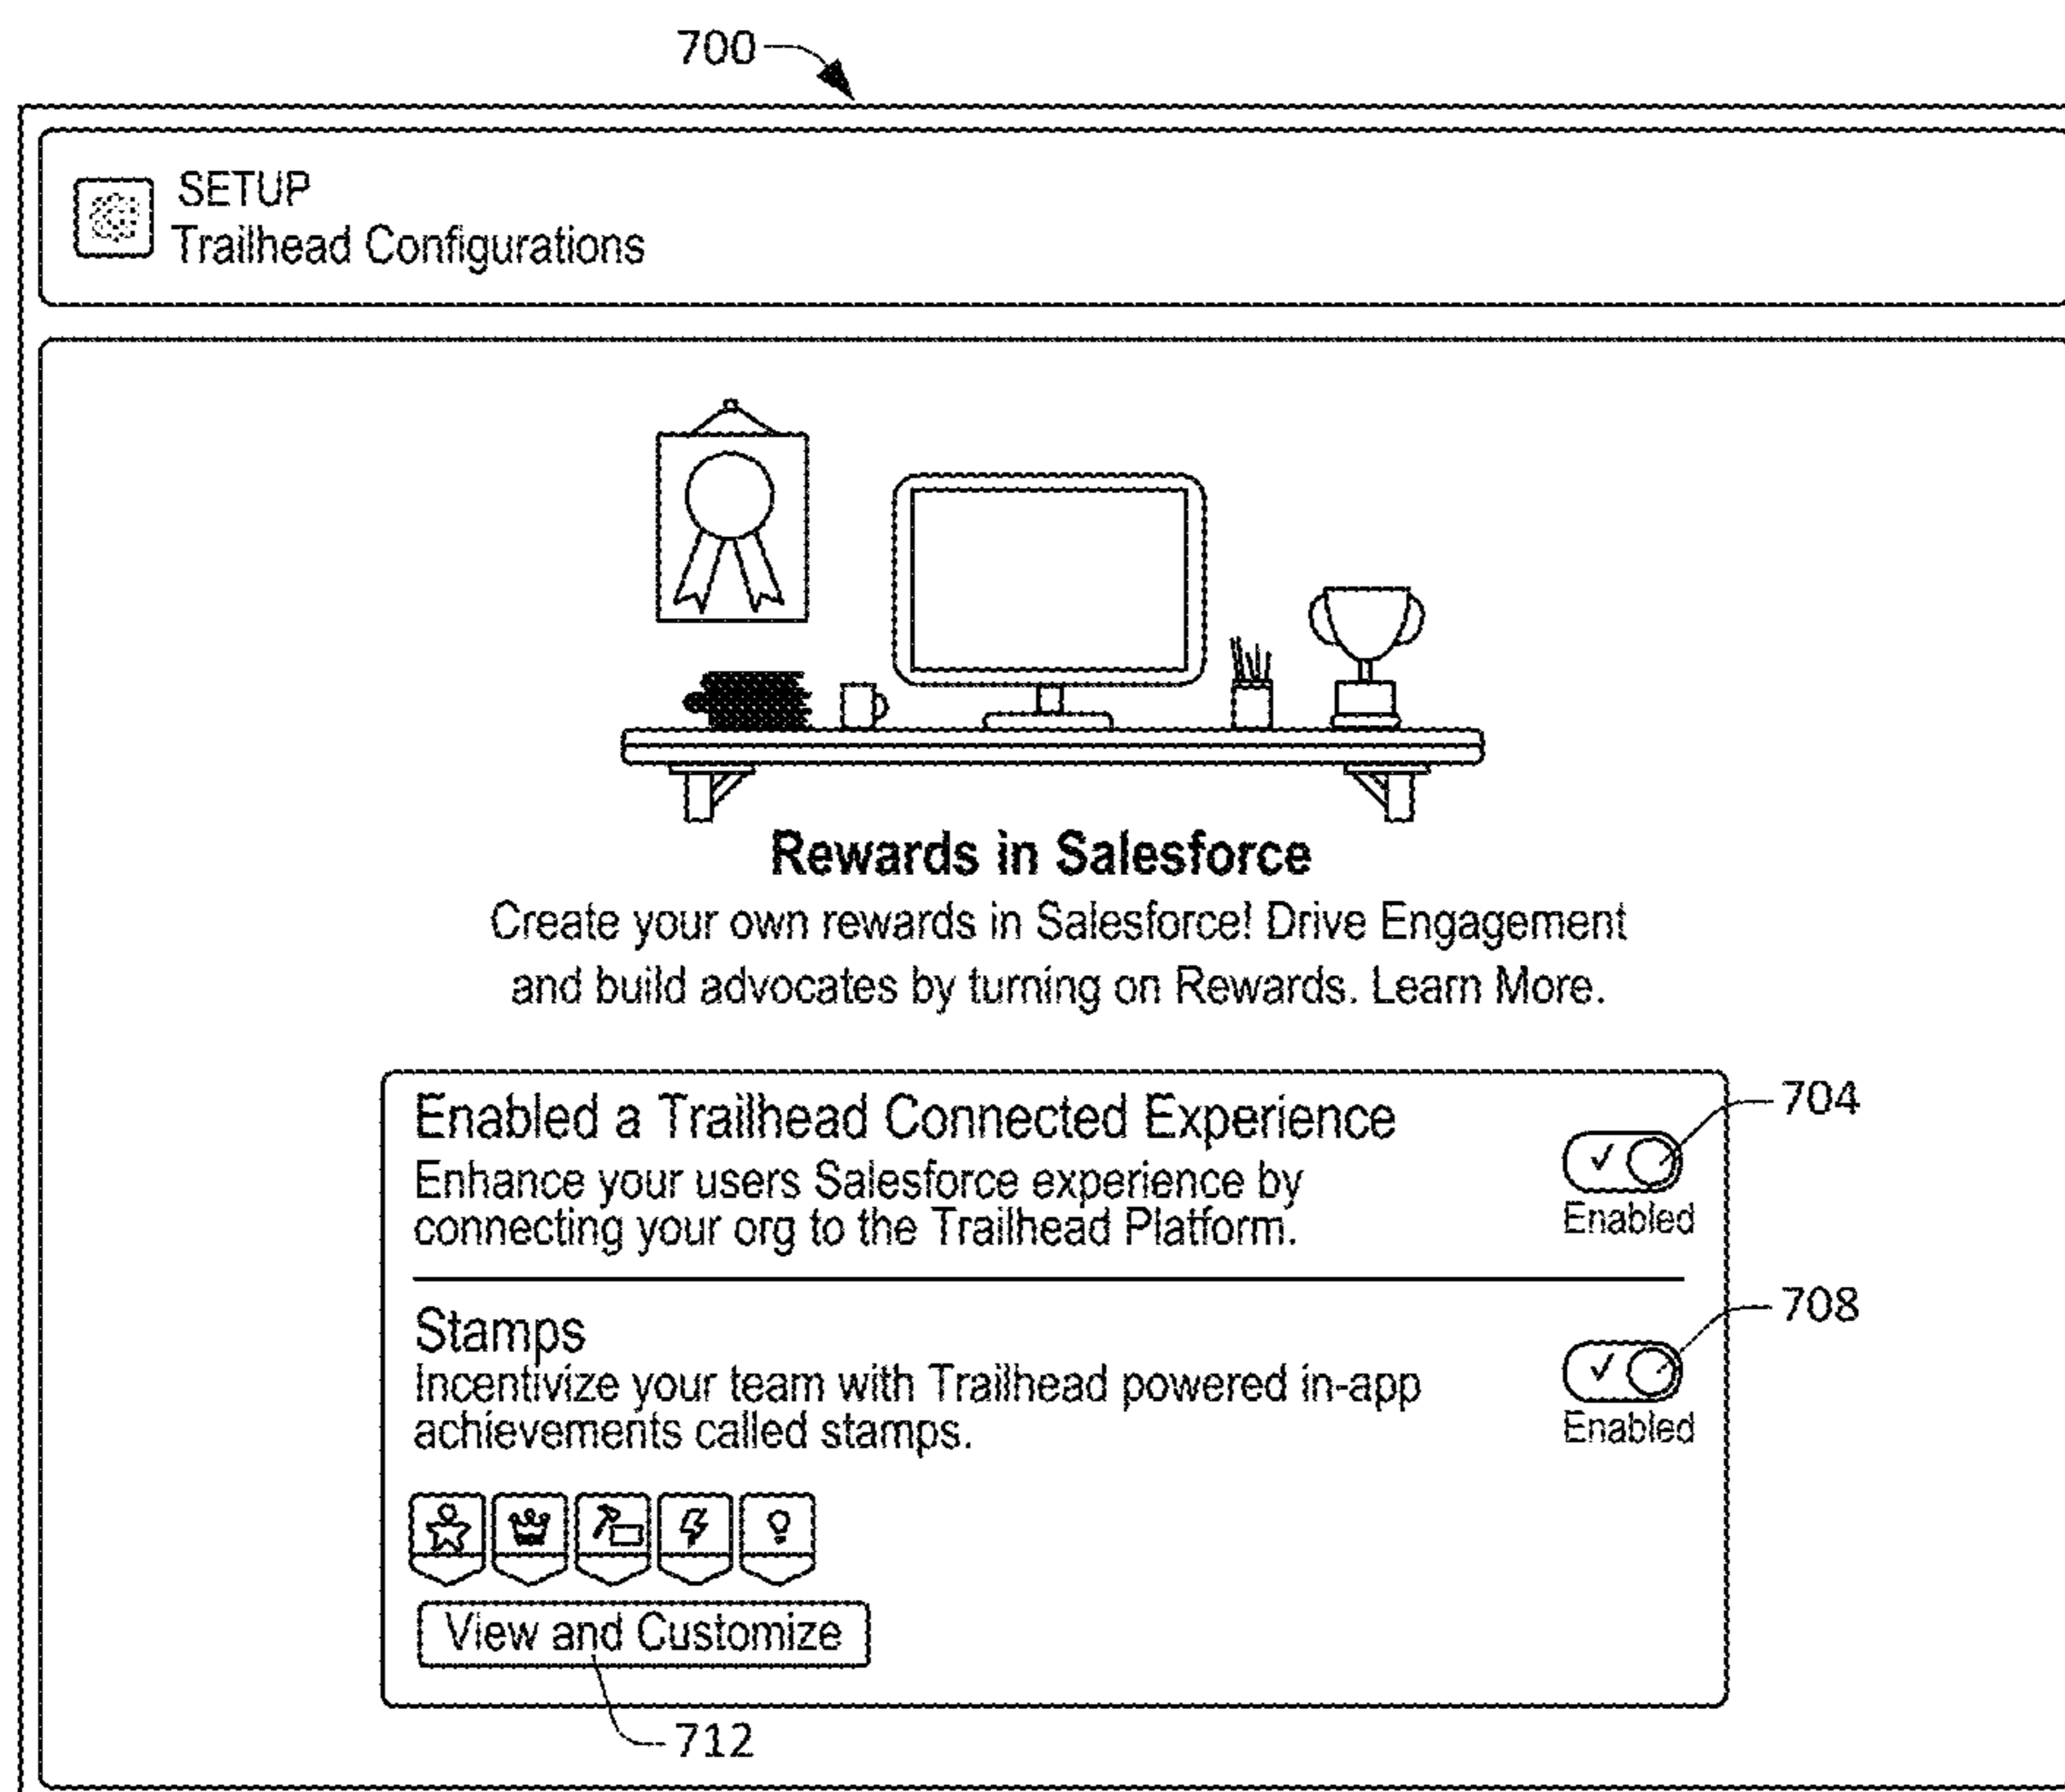 700
SETUP
Trailhead Configurations
Rewards in Salesforce
Create your own rewards in Salesforce! Drive Engagement
and build advocates by turning on Rewards. Learn More.
Enabled a Trailhead Connected Experience
704
Enhance your users Salesforce experience by
connecting your org to the Trailhead Platform.
Enabled
Stamps
708
Incentivize your team with Trailhead powered in-app
achievements called stamps.
Enabled
View and Customize
712